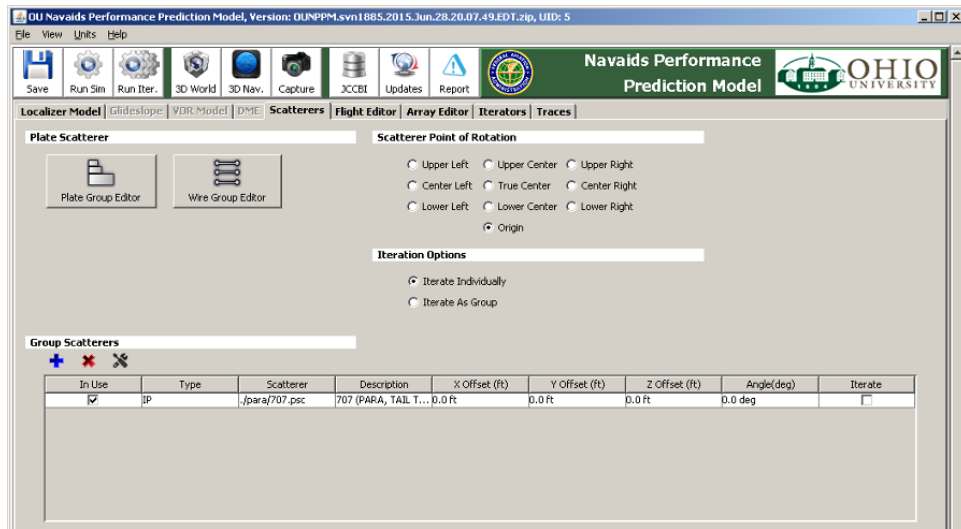 OU Navaids Performance Prediction Model, Version: OUNPPM.svn1885.2015.Jun.28.20.07.49.EDT.zip, UID: 5
File View Units Help
Save Run Sim Run Iter. 3D World 3D Nav. Capture JCCBI Updates Report
Navaids Performance
Prediction Model
OHIO
UNIVERSITY
Localizer Model Glideslope VOR Model DME Scatterers Flight Editor Array Editor Iterators Traces
Plate Scatterer
Plate Group Editor Wire Group Editor
Scatterer Point of Rotation
Upper Left Upper Center Upper Right
Center Left True Center Center Right
Lower Left Lower Center Lower Right
Origin
Iteration Options
Iterate Individually
Iterate As Group
Group Scatterers
In Use Type Scatterer Description X Offset (ft) Y Offset (ft) Z Offset (ft) Angle(deg) Iterate
IP ./para/707.psc 707 (PARA, TAIL T... 0.0 ft 0.0 ft 0.0 ft 0.0 deg